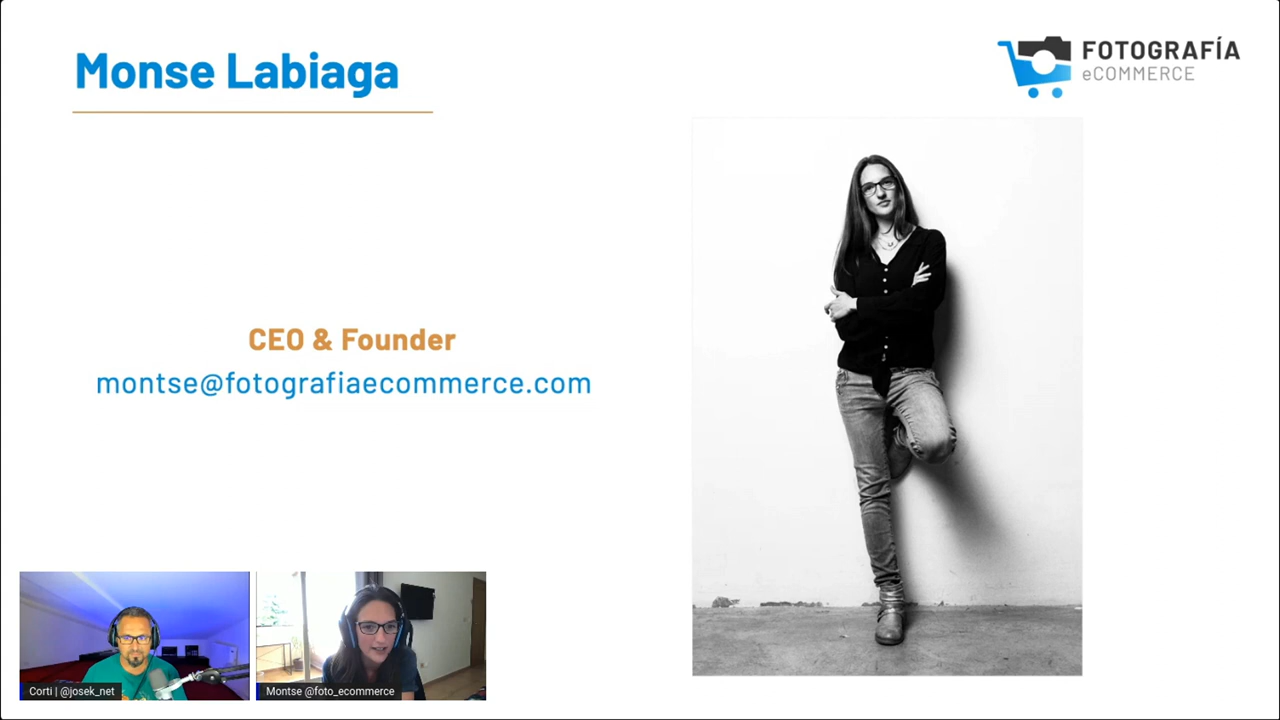 Monse Labiaga
FOTOGRAFÍA
eCOMMERCE
CEO & Founder
montse@fotografiaecommerce.com
Corti | @josek_net
Montse @foto_ecommerce